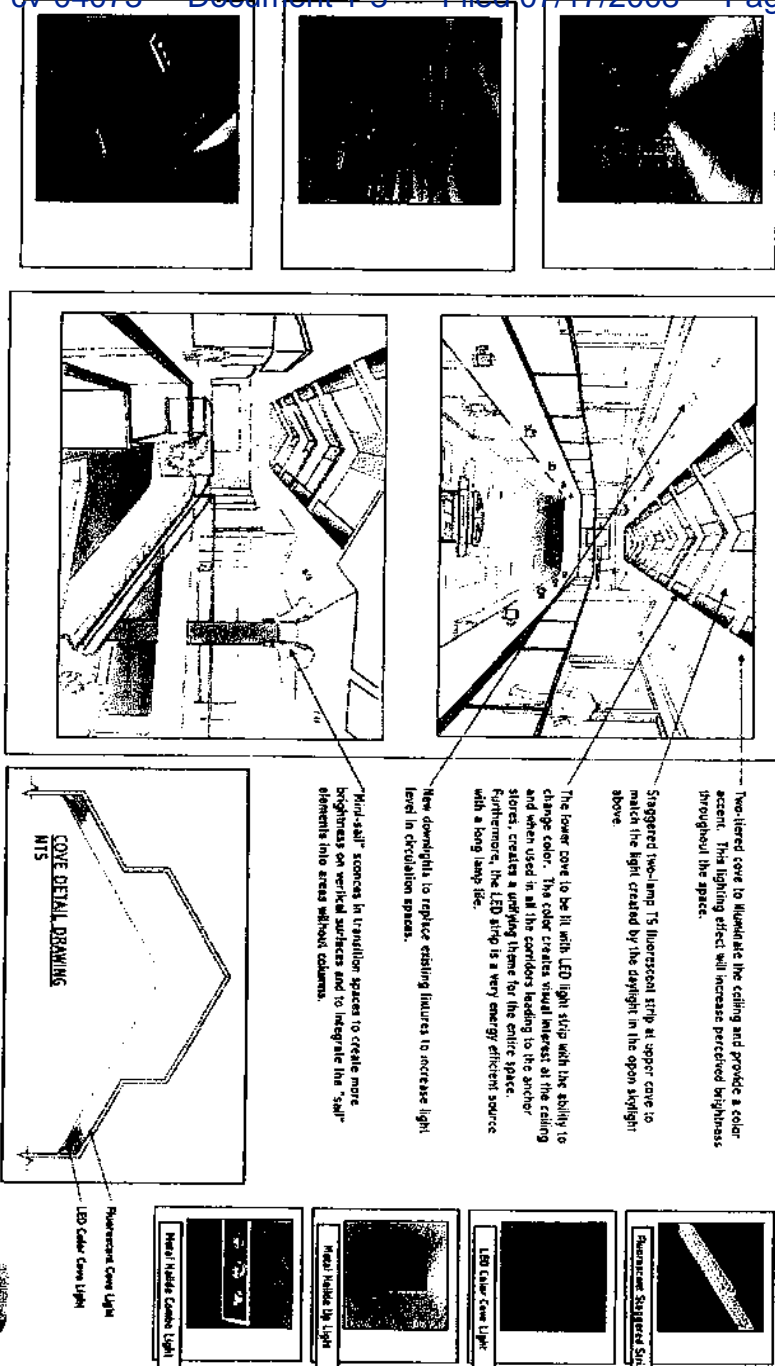 Document 4-3 Filed 07/17/2008
Two-tiered cove to illuminate the ceiling and provide a color
accent. This lighting effect will increase perceived brightness
throughout the space.
Staggered two-lamp T5 fluorescent strip at upper cove to
match the light created by the daylight in the open skylight
above.
The lower cove to be lit with LED light strip with the ability to
change color. The color creates visual interest at the ceiling
and when used in all the corridors leading to the anchor
stores, creates a unifying theme for the entire space.
Furthermore, the LED strip is a very energy efficient source
with a long lamp life.
New downlights to replace existing fixtures to increase light
level in circulation spaces.
"Mini-sail" sconces in transition spaces to create more
brightness on vertical surfaces and to integrate the "sail"
elements into areas without columns.
COVE DETAIL DRAWING
NTS
Fluorescent Cove Light
LED Color Cove Light
Fluorescent Staggered
LED Color Cove Light
Metal Halide Up Light
Metal Halide Combo Light